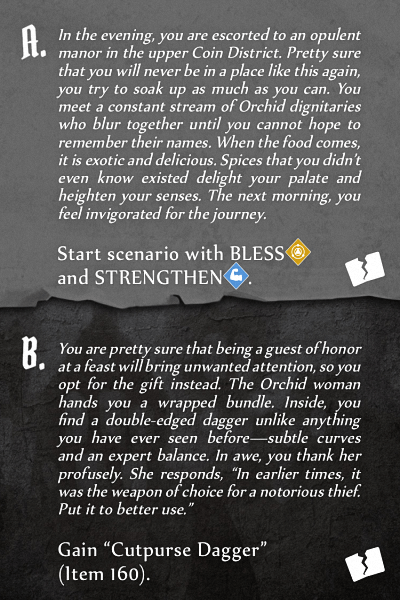 A.
In the evening, you are escorted to an opulent
manor in the upper Coin District. Pretty sure
that you will never be in a place like this again,
you try to soak up as much as you can. You
meet a constant stream of Orchid dignitaries
who blur together until you cannot hope to
remember their names. When the food comes,
it is exotic and delicious. Spices that you didn't
even know existed delight your palate and
heighten your senses. The next morning, you
feel invigorated for the journey.
Start scenario with BLESS
and STRENGTHEN.
B.
You are pretty sure that being a guest of honor
at a feast will bring unwanted attention, so you
opt for the gift instead. The Orchid woman
hands you a wrapped bundle. Inside, you
find a double-edged dagger unlike anything
you have ever seen before—subtle curves
and an expert balance. In awe, you thank her
profusely. She responds, “In earlier times, it
was the weapon of choice for a notorious thief.
Put it to better use.”
Gain “Cutpurse Dagger”
(Item 160).